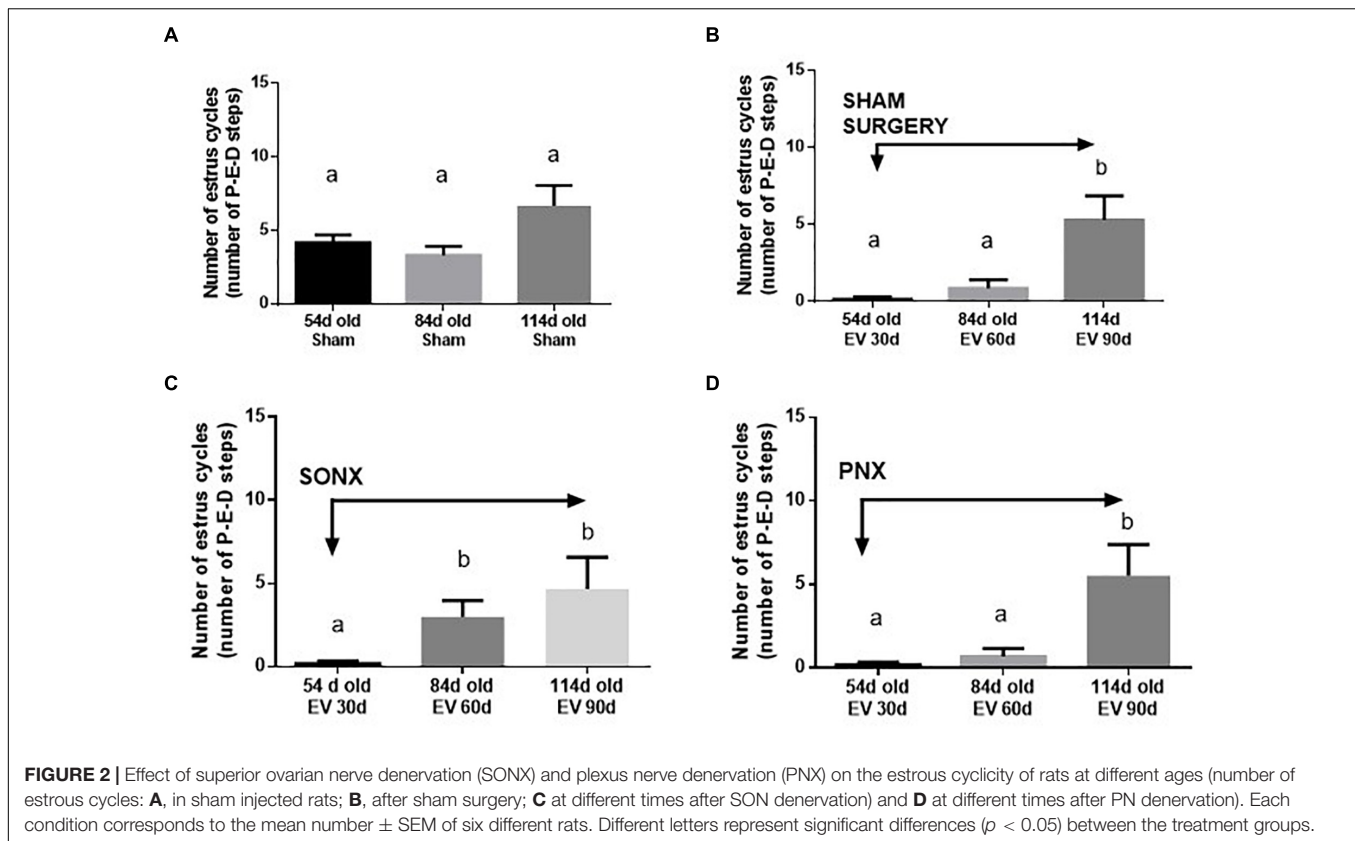 A
Number of estrus cycles
(number of P-E-D steps)
15
10
5
0
a
a
a
54d old
Sham
84d old
Sham
114d old
Sham
B
Number of estrus cycles
(number of P-E-D steps)
15
10
5
0
SHAM
SURGERY
a
a
b
54d old
EV 30d
84d old
EV 60d
114d
EV 90d
C
Number of estrus cycles
(number of P-E-D steps)
15
10
5
0
SONX
a
b
b
54 d old
EV 30d
84d old
EV 60d
114d old
EV 90d
D
Number of estrus cycles
(number of P-E-D steps)
15
10
5
0
PNX
a
a
b
54d old
EV 30d
84d old
EV 60d
114d old
EV 90d
FIGURE 2 | Effect of superior ovarian nerve denervation (SONX) and plexus nerve denervation (PNX) on the estrous cyclicity of rats at different ages (number of
estrous cycles: A, in sham injected rats; B, after sham surgery; C at different times after SON denervation) and D at different times after PN denervation). Each
condition corresponds to the mean number ± SEM of six different rats. Different letters represent significant differences (p < 0.05) between the treatment groups.